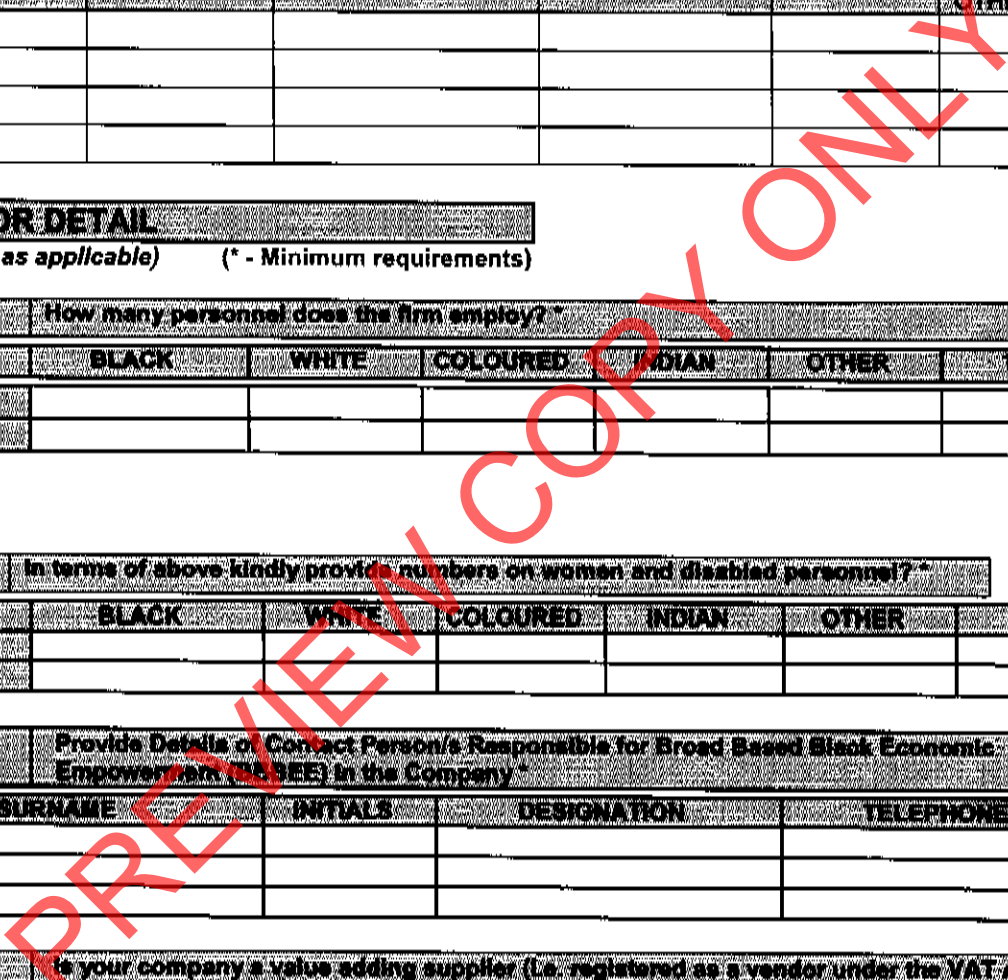 OR DETAIL
as applicable) (* - Minimum requirements)
How many personnel does the firm employ? *
BLACK WHITE COLOURED INDIAN OTHER
In terms of above kindly provide numbers on women and disabled personnel? *
BLACK WHITE COLOURED INDIAN OTHER
Provide Details of Contact Person/s Responsible for Broad Based Black Economic
Empowerment (BBBEE) in the Company *
SURNAME INITIALS DESIGNATION TELEPHONE
Is your company a value adding supplier (i.e. registered as a vendor under the VAT
PREVIEW COPY ONLY